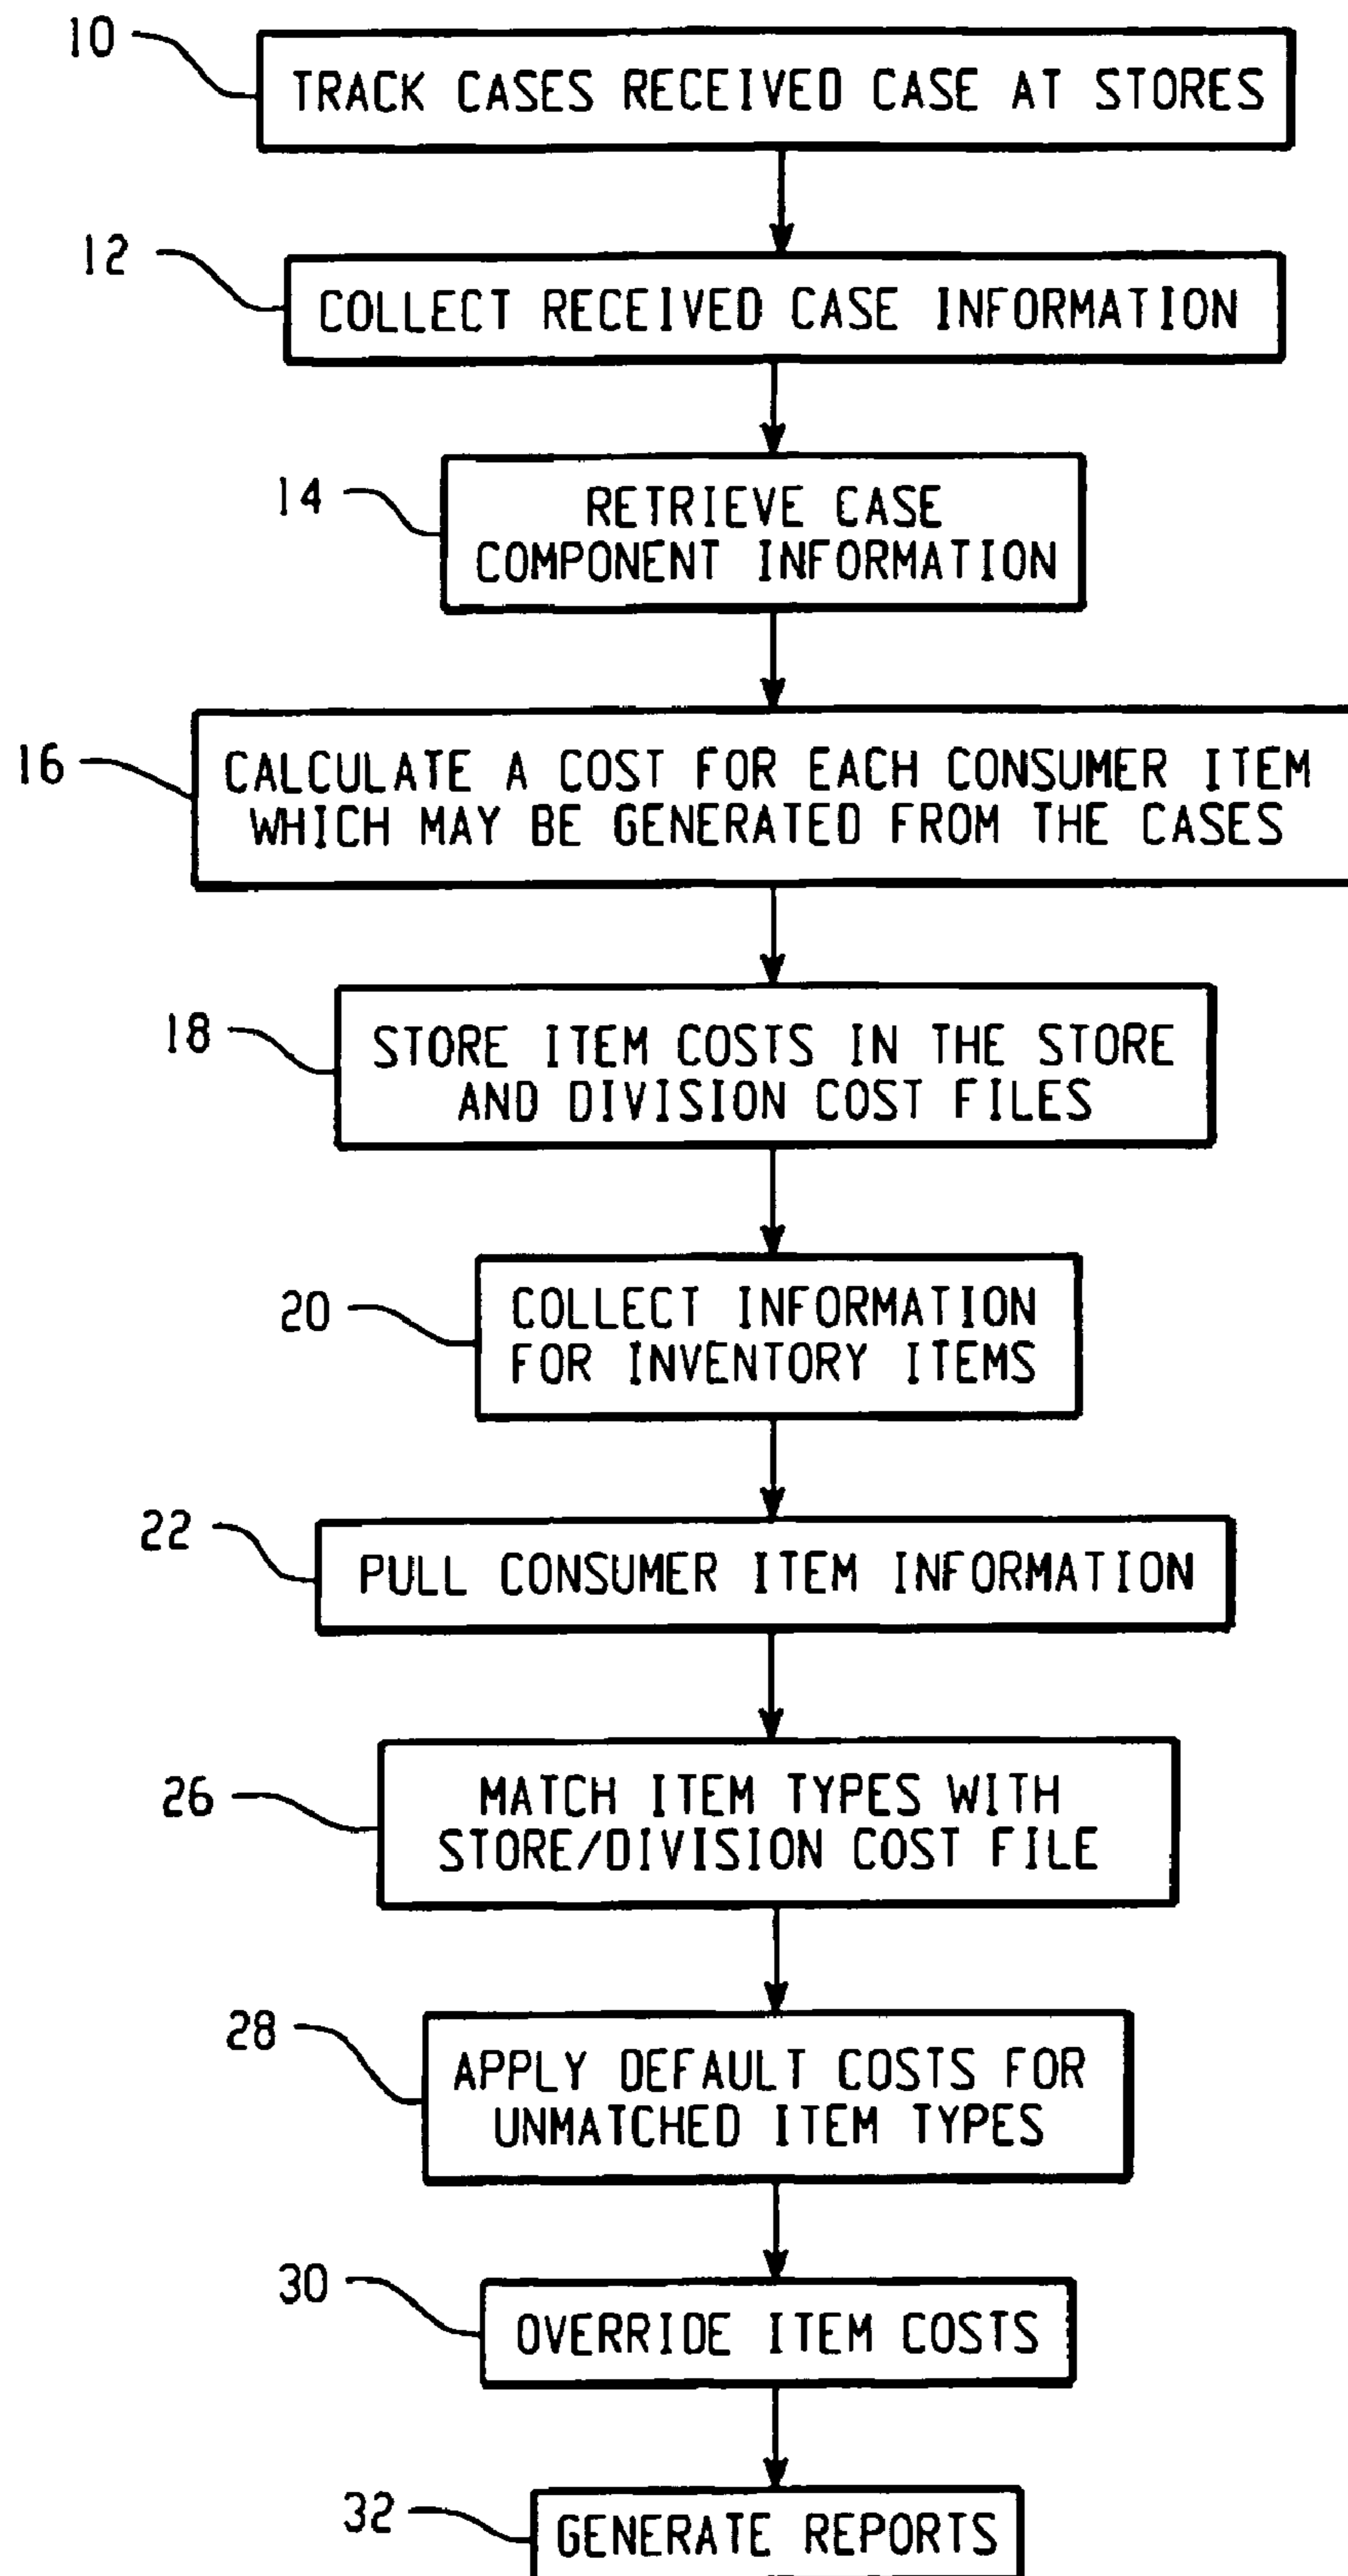 10
TRACK CASES RECEIVED CASE AT STORES
12
COLLECT RECEIVED CASE INFORMATION
14
RETRIEVE CASE
COMPONENT INFORMATION
16
CALCULATE A COST FOR EACH CONSUMER ITEM
WHICH MAY BE GENERATED FROM THE CASES
18
STORE ITEM COSTS IN THE STORE
AND DIVISION COST FILES
20
COLLECT INFORMATION
FOR INVENTORY ITEMS
22
PULL CONSUMER ITEM INFORMATION
26
MATCH ITEM TYPES WITH
STORE/DIVISION COST FILE
28
APPLY DEFAULT COSTS FOR
UNMATCHED ITEM TYPES
30
OVERRIDE ITEM COSTS
32
GENERATE REPORTS